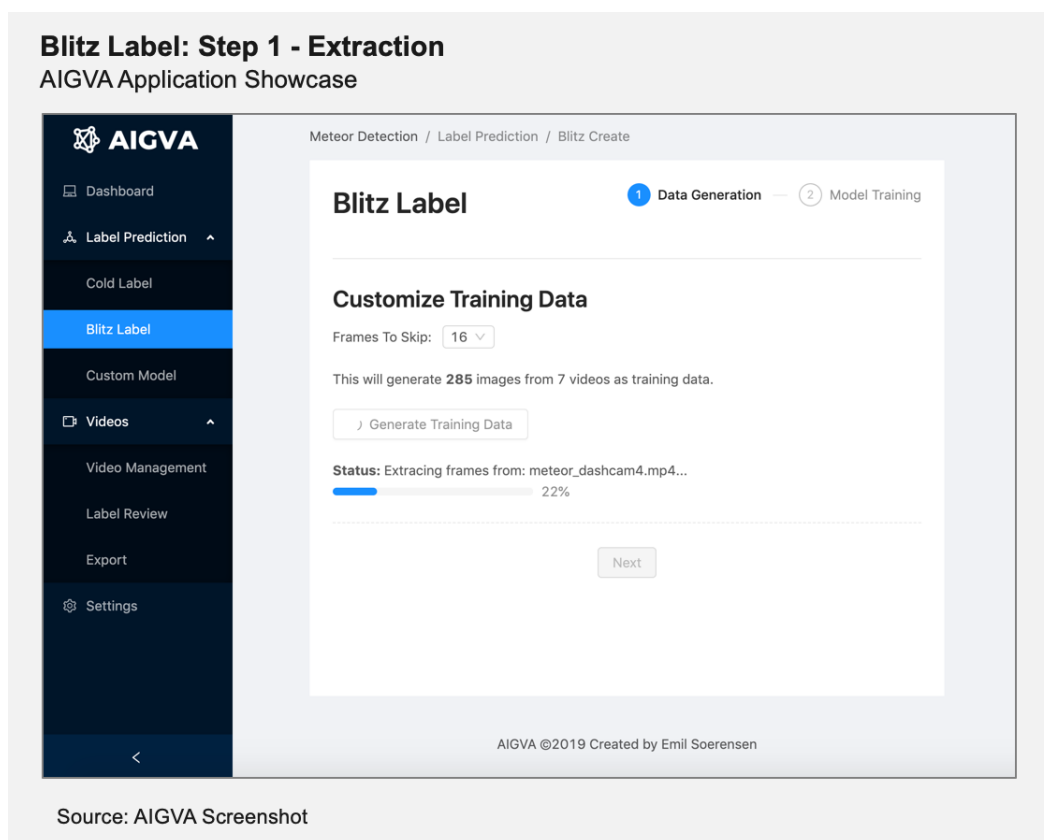 Blitz Label: Step 1 - Extraction
AIGVA Application Showcase
AIGVA
Dashboard
Label Prediction
Cold Label
Blitz Label
Custom Model
Videos
Video Management
Label Review
Export
Settings
Meteor Detection / Label Prediction / Blitz Create
Blitz Label
1 Data Generation — 2 Model Training
Customize Training Data
Frames To Skip: 16
This will generate 285 images from 7 videos as training data.
Generate Training Data
Status: Extracing frames from: meteor_dashcam4.mp4...
22%
Next
AIGVA ©2019 Created by Emil Soerensen
Source: AIGVA Screenshot